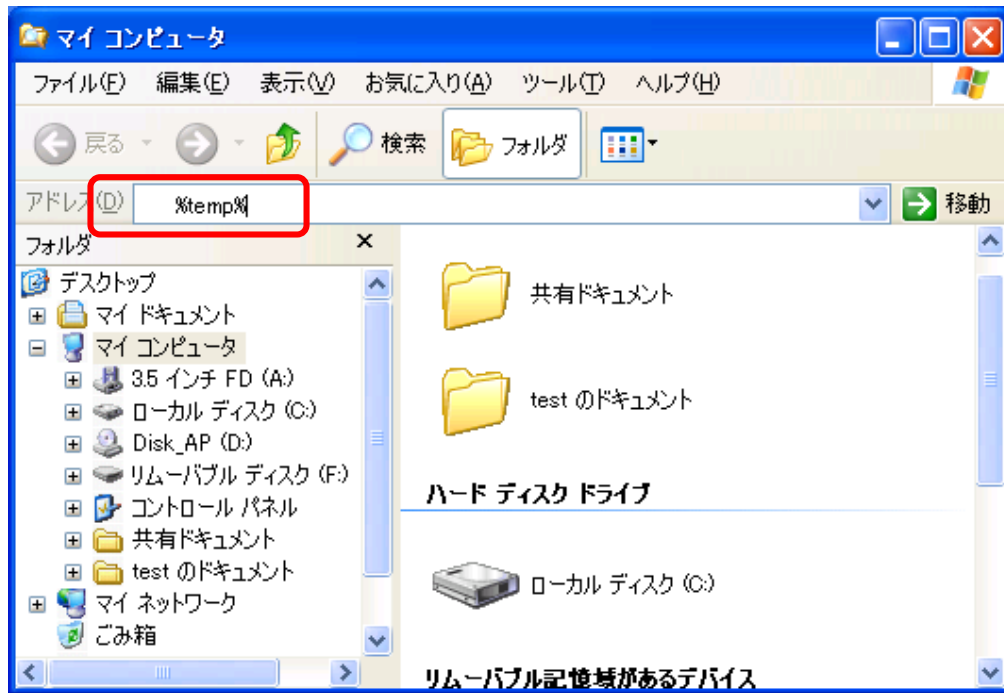 マイ コンピュータ
ファイル(F) 編集(E) 表示(V) お気に入り(A) ツール(T) ヘルプ(H)
戻る 検索 フォルダ
アドレス(D) %temp% 移動
フォルダ ×
デスクトップ
マイ ドキュメント
マイ コンピュータ
3.5 インチ FD (A:)
ローカル ディスク (C:)
Disk_AP (D:)
リムーバブル ディスク (F:)
コントロール パネル
共有ドキュメント
test のドキュメント
マイ ネットワーク
ごみ箱
共有ドキュメント
test のドキュメント
ハード ディスク ドライブ
ローカル ディスク (C:)
リムーバブル記憶域があるデバイス